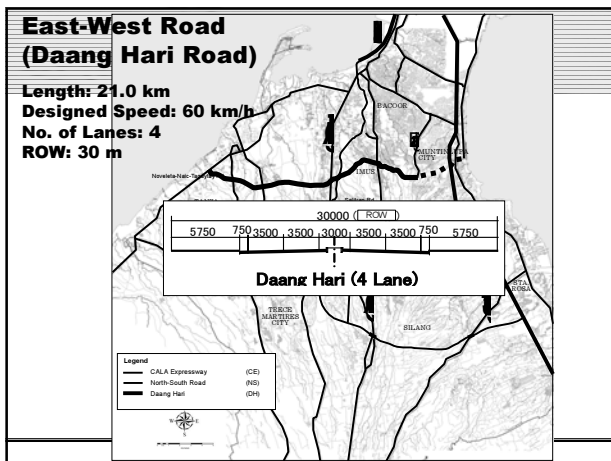 East-West Road
(Daang Hari Road)
Length: 21.0 km
Designed Speed: 60 km/h
No. of Lanes: 4
ROW: 30 m
BACOOR
MUNTINLUPA
CITY
IMUS
30000 (ROW)
5750 750 3500 3500 3000 3500 3500 750 5750
Daang Hari (4 Lane)
STA.
ROSA
TRECE
MARTIRES
CITY
SILANG
Legend
CALA Expressway (CE)
North-South Road (NS)
Daang Hari (DH)
S